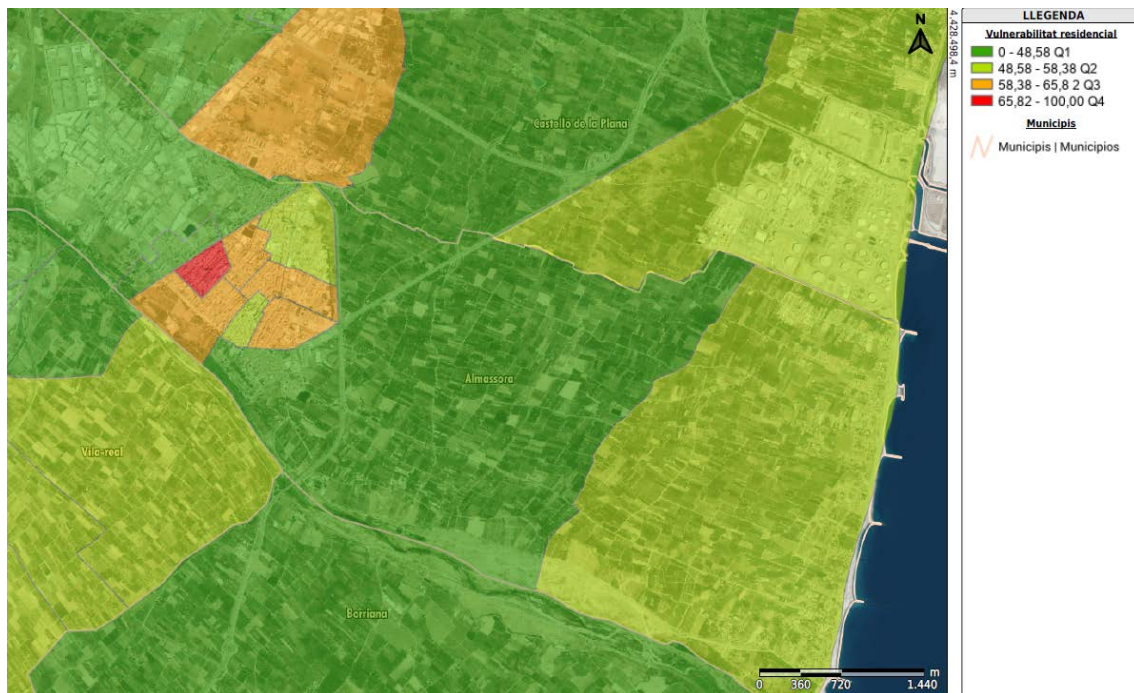 N
4.428.498,4 m
Castelló de la Plana
Almassora
Vila-real
Borriana
m
0 360 720 1.440
LLEGENDA
Vulnerabilitat residencial
0 - 48,58 Q1
48,58 - 58,38 Q2
58,38 - 65,8 2 Q3
65,82 - 100,00 Q4
Municipis
Municipis | Municipios